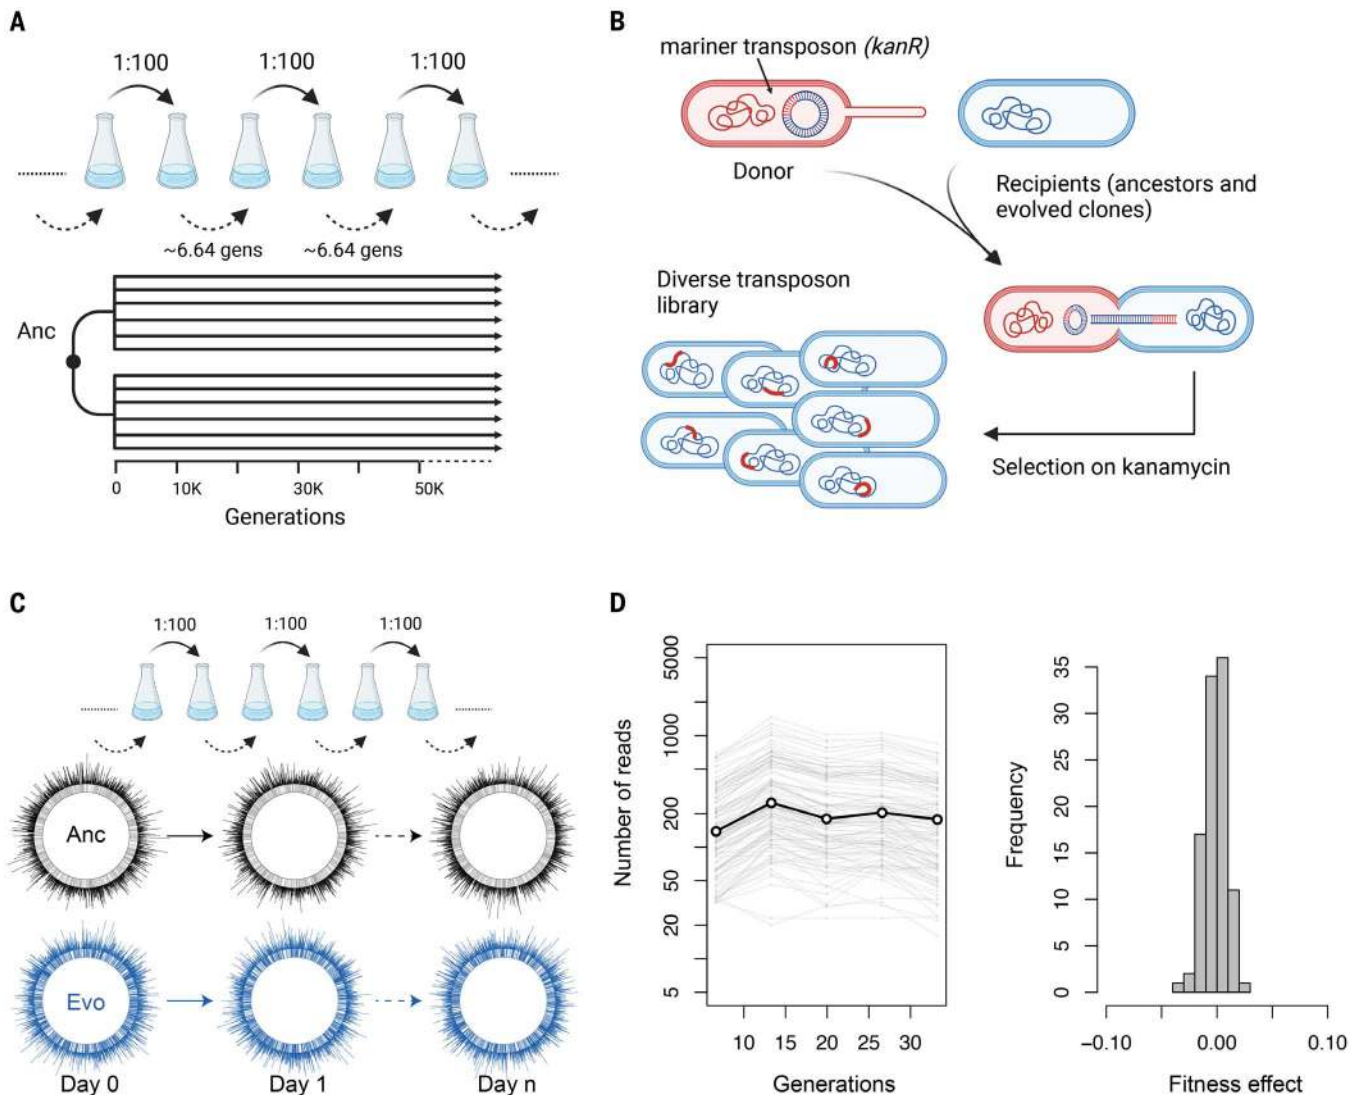 A
1:100 1:100 1:100
~6.64 gens ~6.64 gens
Anc
0 10K 30K 50K
Generations
B
mariner transposon (kanR)
Donor
Recipients (ancestors and
evolved clones)
Diverse transposon
library
Selection on kanamycin
C
1:100 1:100 1:100
Anc
Evo
Day 0 Day 1 Day n
D
Number of reads
5000
1000
200
50
20
5
10 15 20 25 30
Generations
Frequency
35
30
25
20
15
10
5
0
−0.10 0.00 0.10
Fitness effect